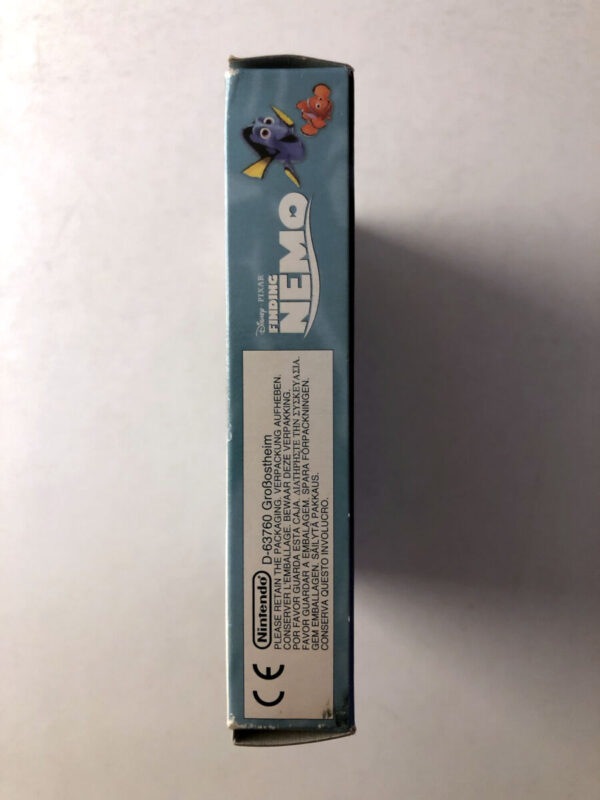 Disney PIXAR
FINDING
NEMO
CE
Nintendo D-63760 Großostheim
PLEASE RETAIN THE PACKAGING. VERPACKUNG AUFHEBEN.
CONSERVER L'EMBALLAGE. BEWAAR DEZE VERPAKKING.
POR FAVOR GUARDA ESTA CAJA. ΔΙΑΤΗΡΗΣΤΕ ΤΗΝ ΣΥΣΚΕΥΑΣΙΑ.
FAVOR GUARDAR A EMBALAGEM. SPARA FÖRPACKNINGEN.
GEM EMBALLAGEN. SÄILYTÄ PAKKAUS.
CONSERVA QUESTO INVOLUCRO.